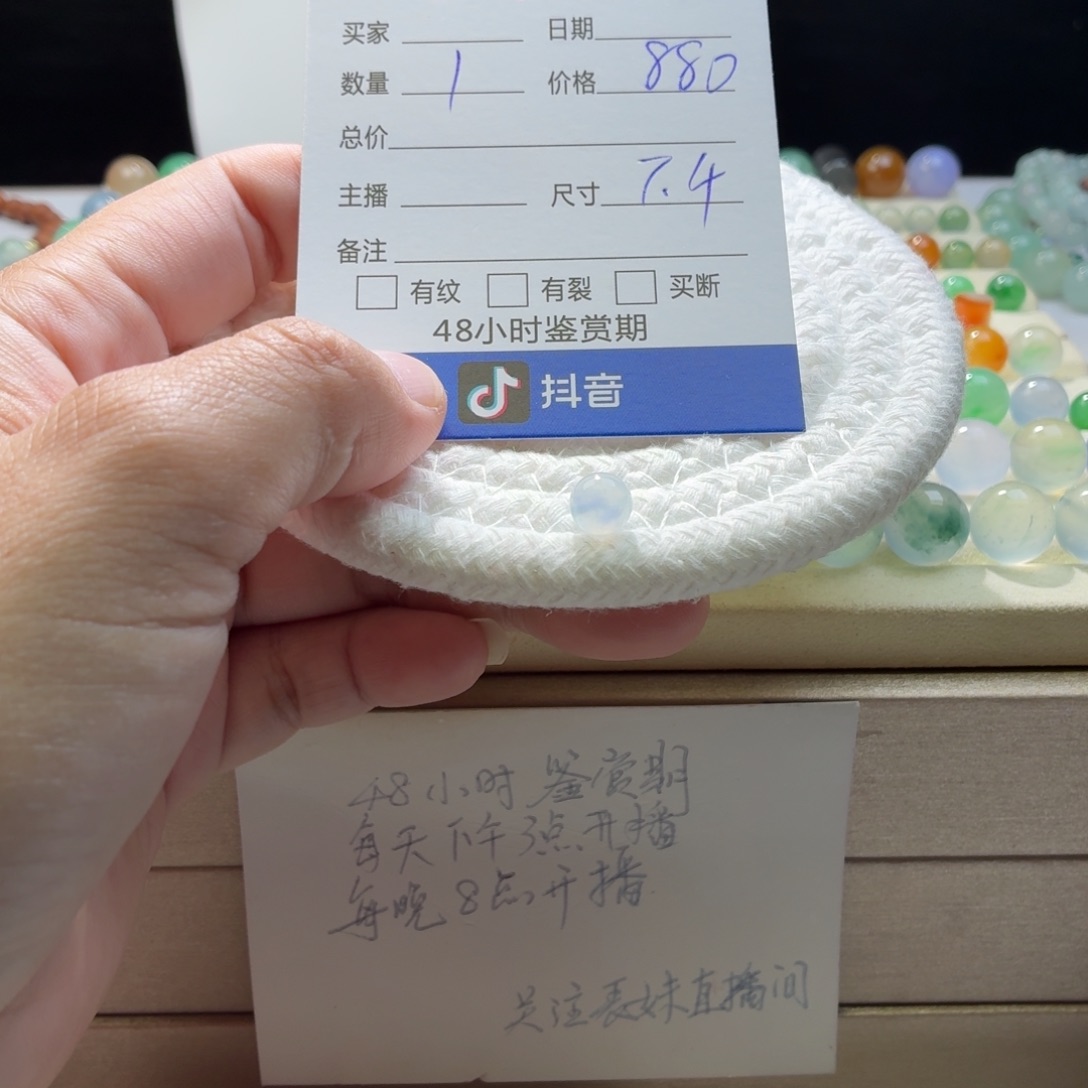 买家 日期
数量 1 价格 880
总价
主播 尺寸 7.4
备注
有纹 有裂 买断
48小时鉴赏期
抖音
48小时鉴赏期
每天下午3点开播
每晚8点开播
关注表妹直播间